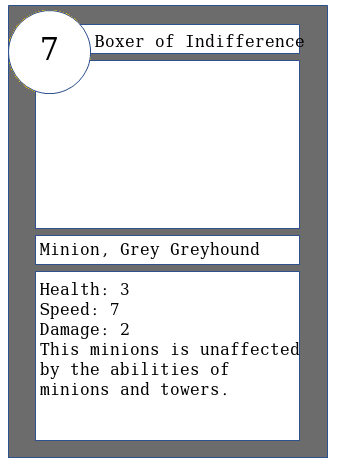 7
Boxer of Indifference
Minion, Grey Greyhound
Health: 3
Speed: 7
Damage: 2
This minions is unaffected
by the abilities of
minions and towers.